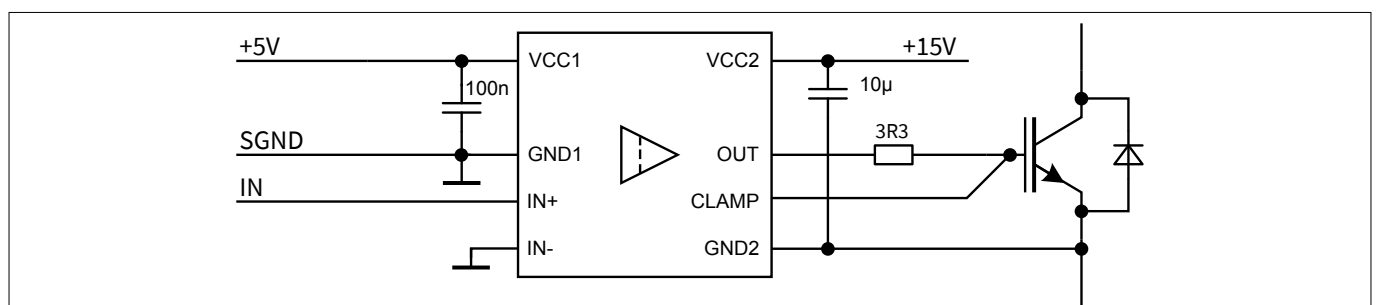 +5V
VCC1
VCC2
+15V
100n
10µ
SGND
GND1
OUT
3R3
IN
IN+
CLAMP
IN-
GND2